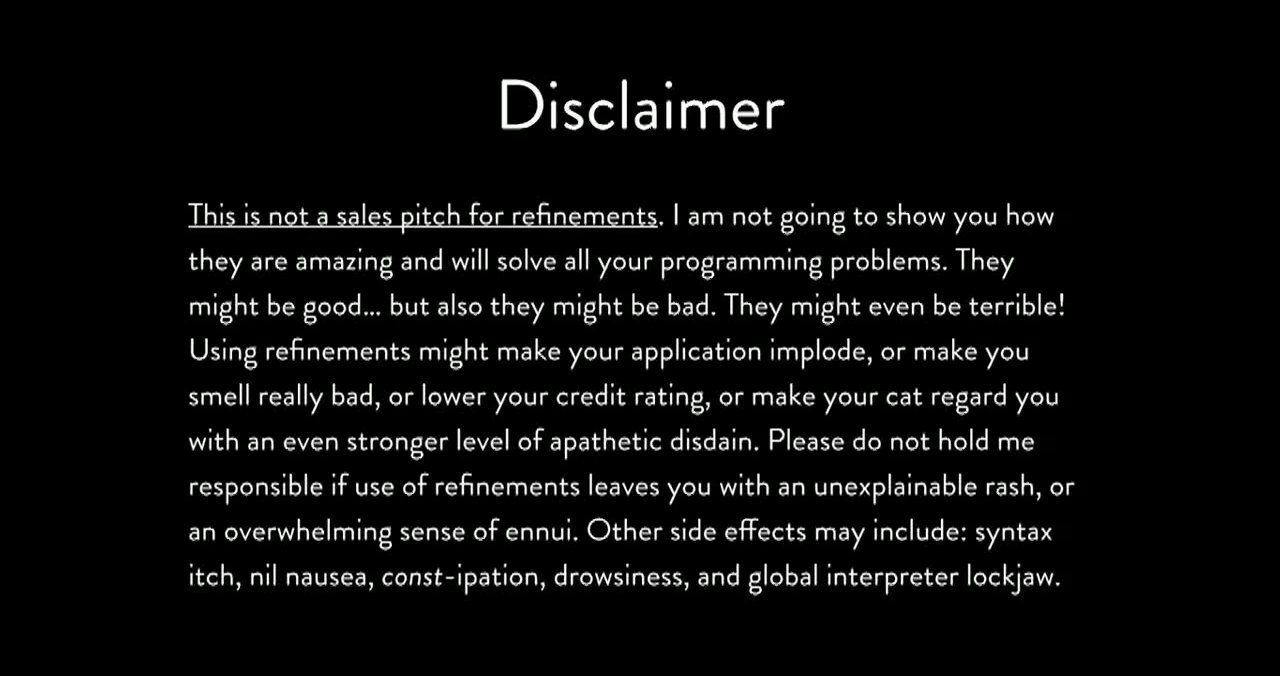 Disclaimer
This is not a sales pitch for refinements. I am not going to show you how
they are amazing and will solve all your programming problems. They
might be good... but also they might be bad. They might even be terrible!
Using refinements might make your application implode, or make you
smell really bad, or lower your credit rating, or make your cat regard you
with an even stronger level of apathetic disdain. Please do not hold me
responsible if use of refinements leaves you with an unexplainable rash, or
an overwhelming sense of ennui. Other side effects may include: syntax
itch, nil nausea, const-ipation, drowsiness, and global interpreter lockjaw.